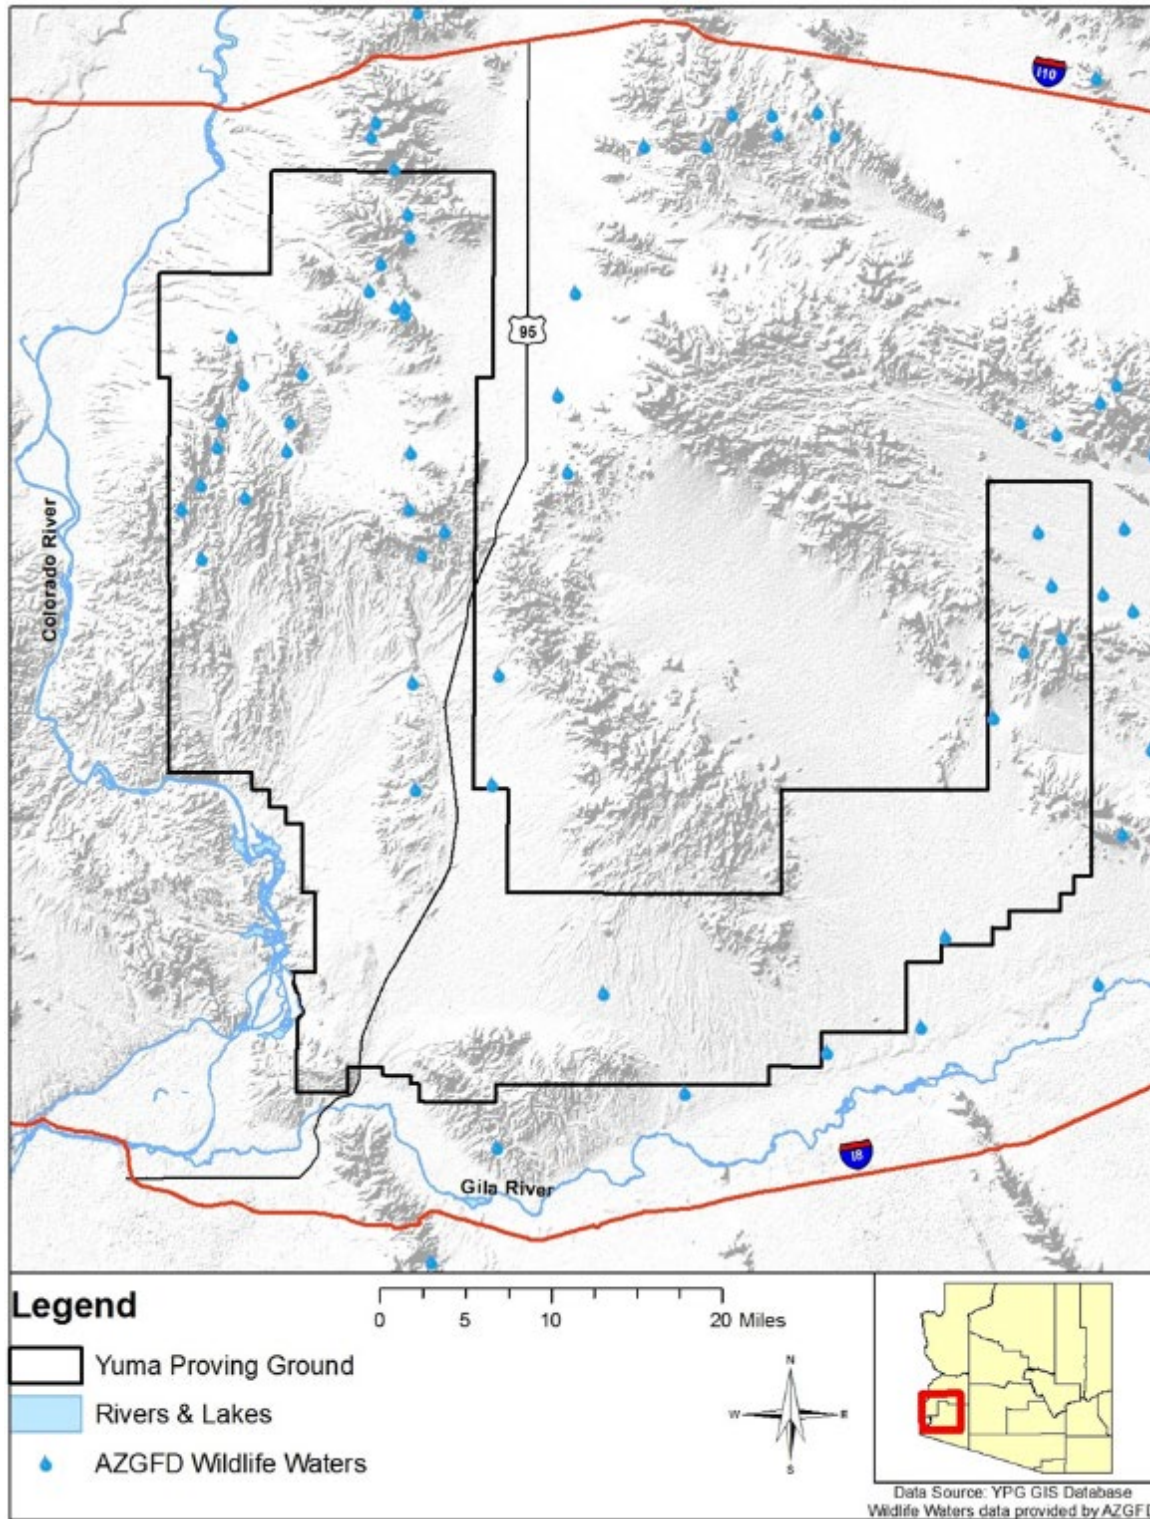 I10
95
Colorado River
I8
Gila River
Legend
0 5 10 20 Miles
Yuma Proving Ground
Rivers & Lakes
AZGFD Wildlife Waters
N
W E
S
Data Source: YPG GIS Database
Wildlife Waters data provided by AZGFD